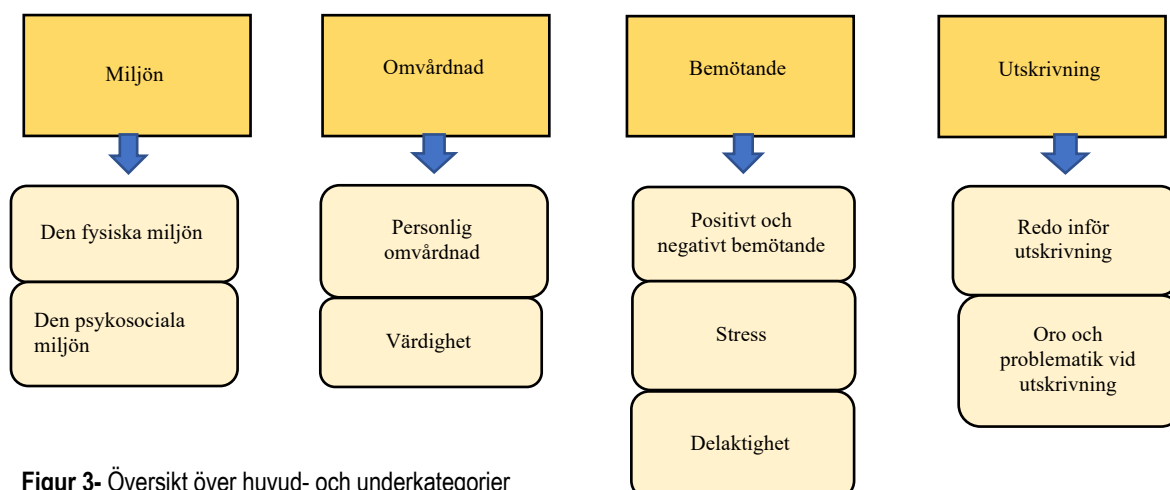 Miljön
Omvårdnad
Bemötande
Utskrivning
Den fysiska miljön
Den psykosociala
miljön
Personlig
omvårdnad
Värdighet
Positivt och
negativt bemötande
Stress
Delaktighet
Redo inför
utskrivning
Oro och
problematik vid
utskrivning
Figur 3- Översikt över huvud- och underkategorier